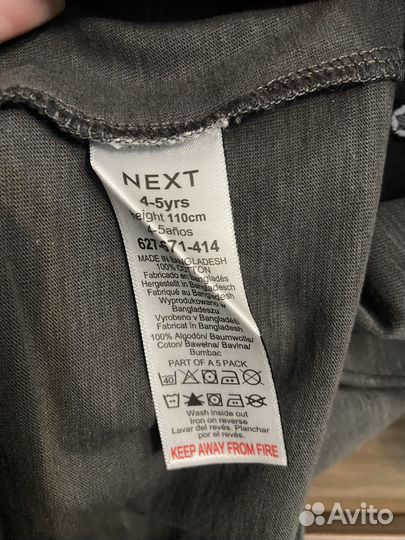 NEXT
4-5yrs
height 110cm
4-5años
627-671-414
MADE IN BANGLADESH
100% COTTON
Fabricado en Bangladés
Hergestellt in Bangladesch
Fabriqué au Bangladesh
Wyprodukowano w
Bangladeszu
Vyrobeno v Bangladéši
Fabricat în Bangladesh
100% Algodón/ Baumwolle/
Coton/ Bawełna/ Bavlna/
Bumbac
PART OF A 5 PACK
40
Wash inside out
Iron on reverse
Lavar del revés. Planchar
por el revés.
KEEP AWAY FROM FIRE
Avito